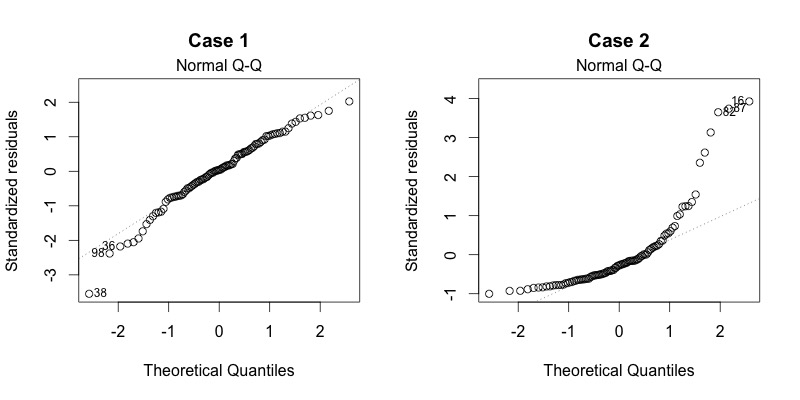 Case 1
Normal Q-Q
Standardized residuals
2
1
0
-1
-2
-3
36
98
38
-2 -1 0 1 2
Theoretical Quantiles
Case 2
Normal Q-Q
Standardized residuals
4
3
2
1
0
-1
16
82 87
-2 -1 0 1 2
Theoretical Quantiles